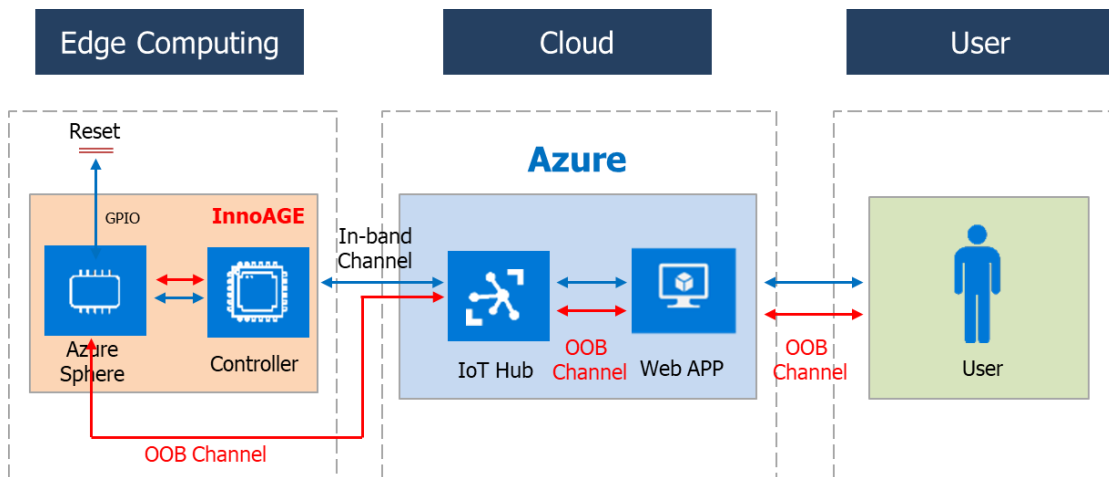 Edge Computing
Cloud
User
Reset
GPIO
InnoAGE
Azure
Sphere
Controller
OOB Channel
In-band
Channel
Azure
IoT Hub
OOB
Channel
Web APP
OOB
Channel
User